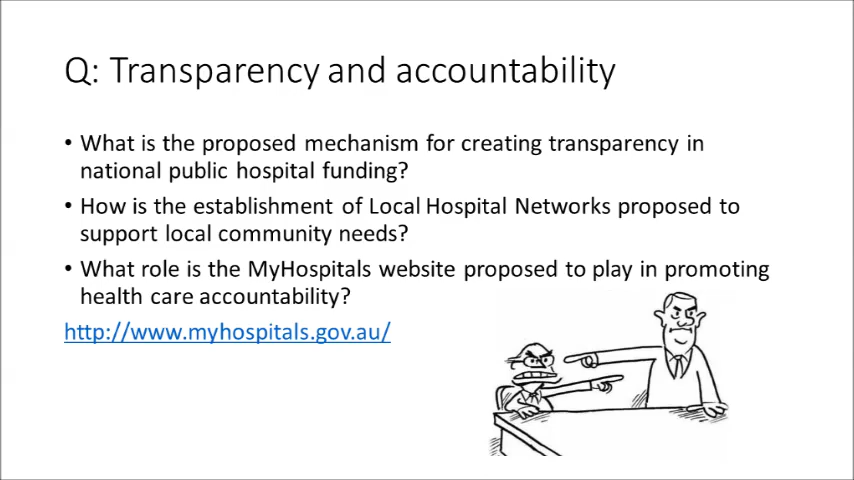 Q: Transparency and accountability
• What is the proposed mechanism for creating transparency in
national public hospital funding?
• How is the establishment of Local Hospital Networks proposed to
support local community needs?
• What role is the MyHospitals website proposed to play in promoting
health care accountability?
http://www.myhospitals.gov.au/